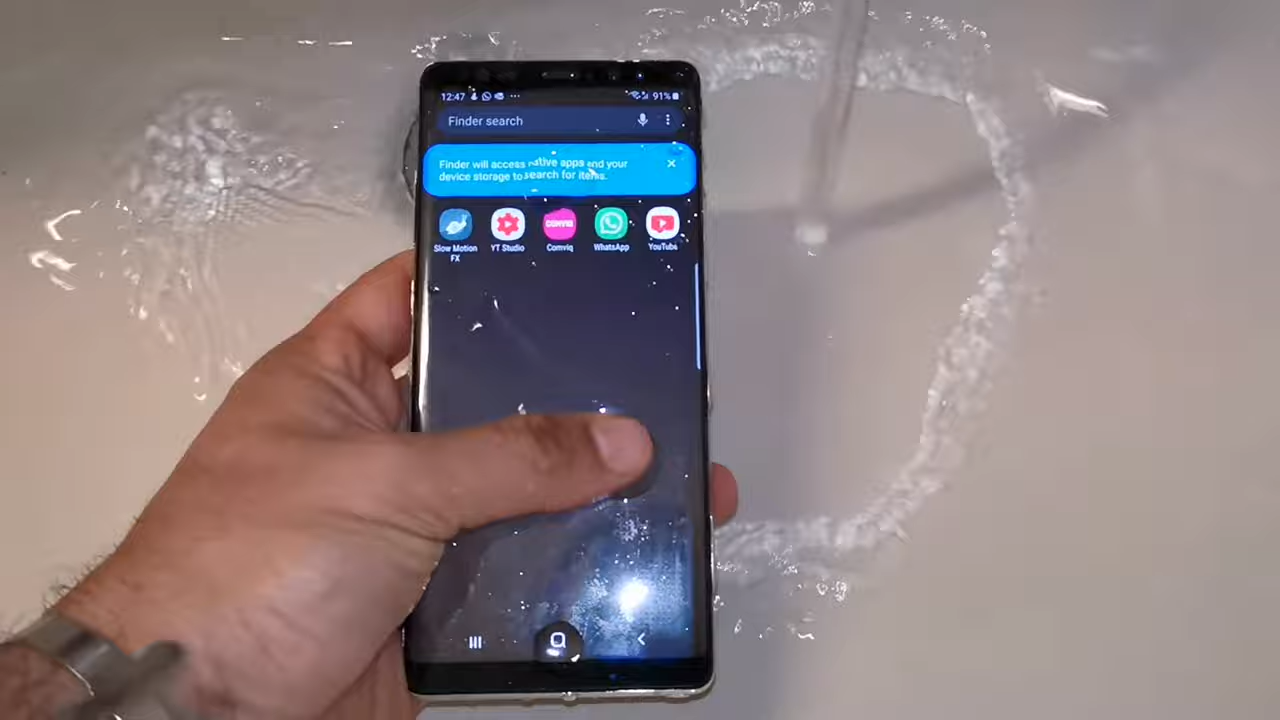 12:47
91%
Finder search
Finder will access native apps and your
device storage to search for items.
Slow Motion
FX
YT Studio
COMVIQ
Comviq
WhatsApp
YouTube